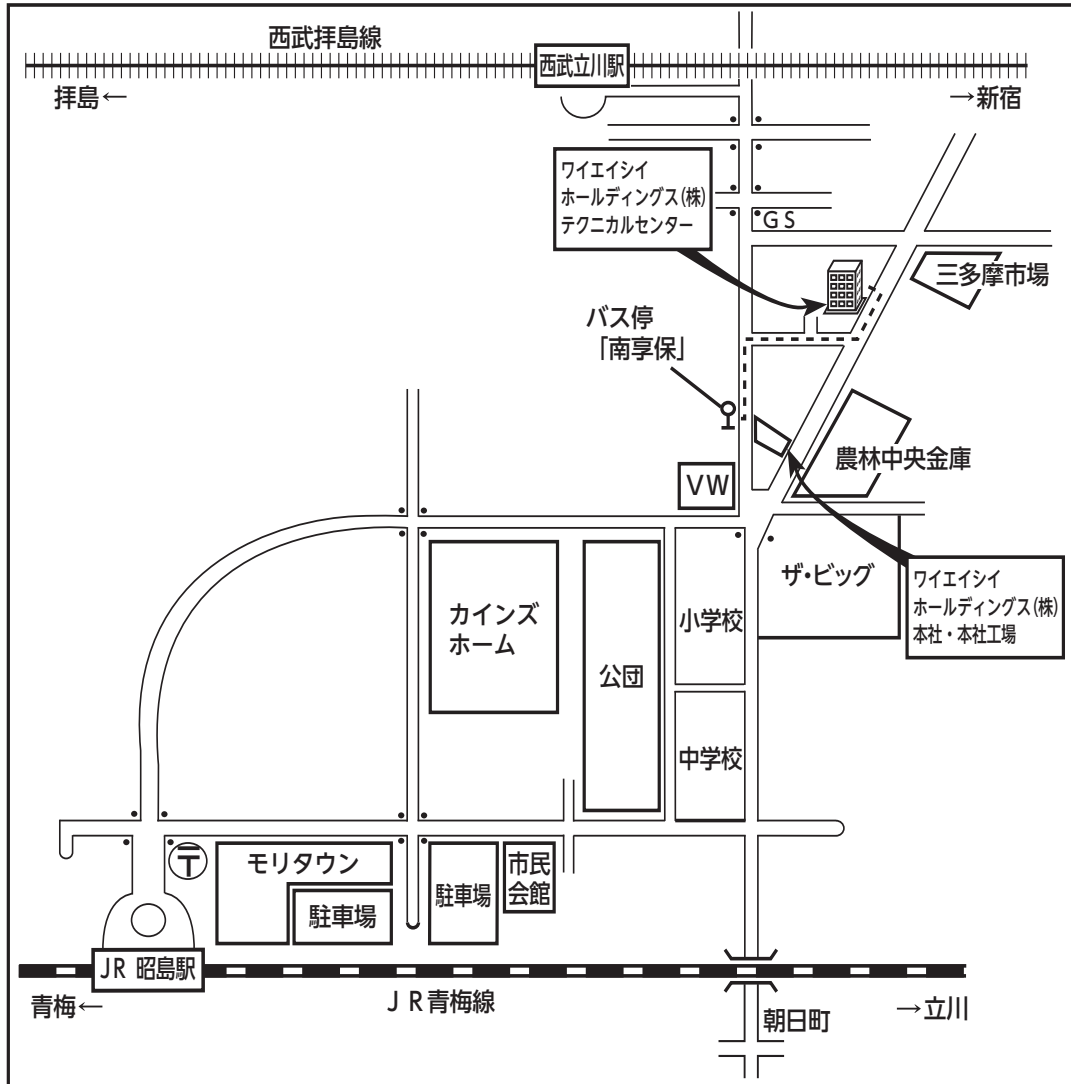 西武拝島線
西武立川駅
拝島←
→新宿
ワイエイシイ
ホールディングス(株)
テクニカルセンター
GS
三多摩市場
バス停
「南享保」
農林中央金庫
VW
ザ・ビッグ
ワイエイシイ
ホールディングス(株)
本社・本社工場
カインズ
ホーム
公団
小学校
中学校
〒
モリタウン
駐車場
駐車場
市民
会館
JR 昭島駅
青梅←
JR青梅線
朝日町
→立川